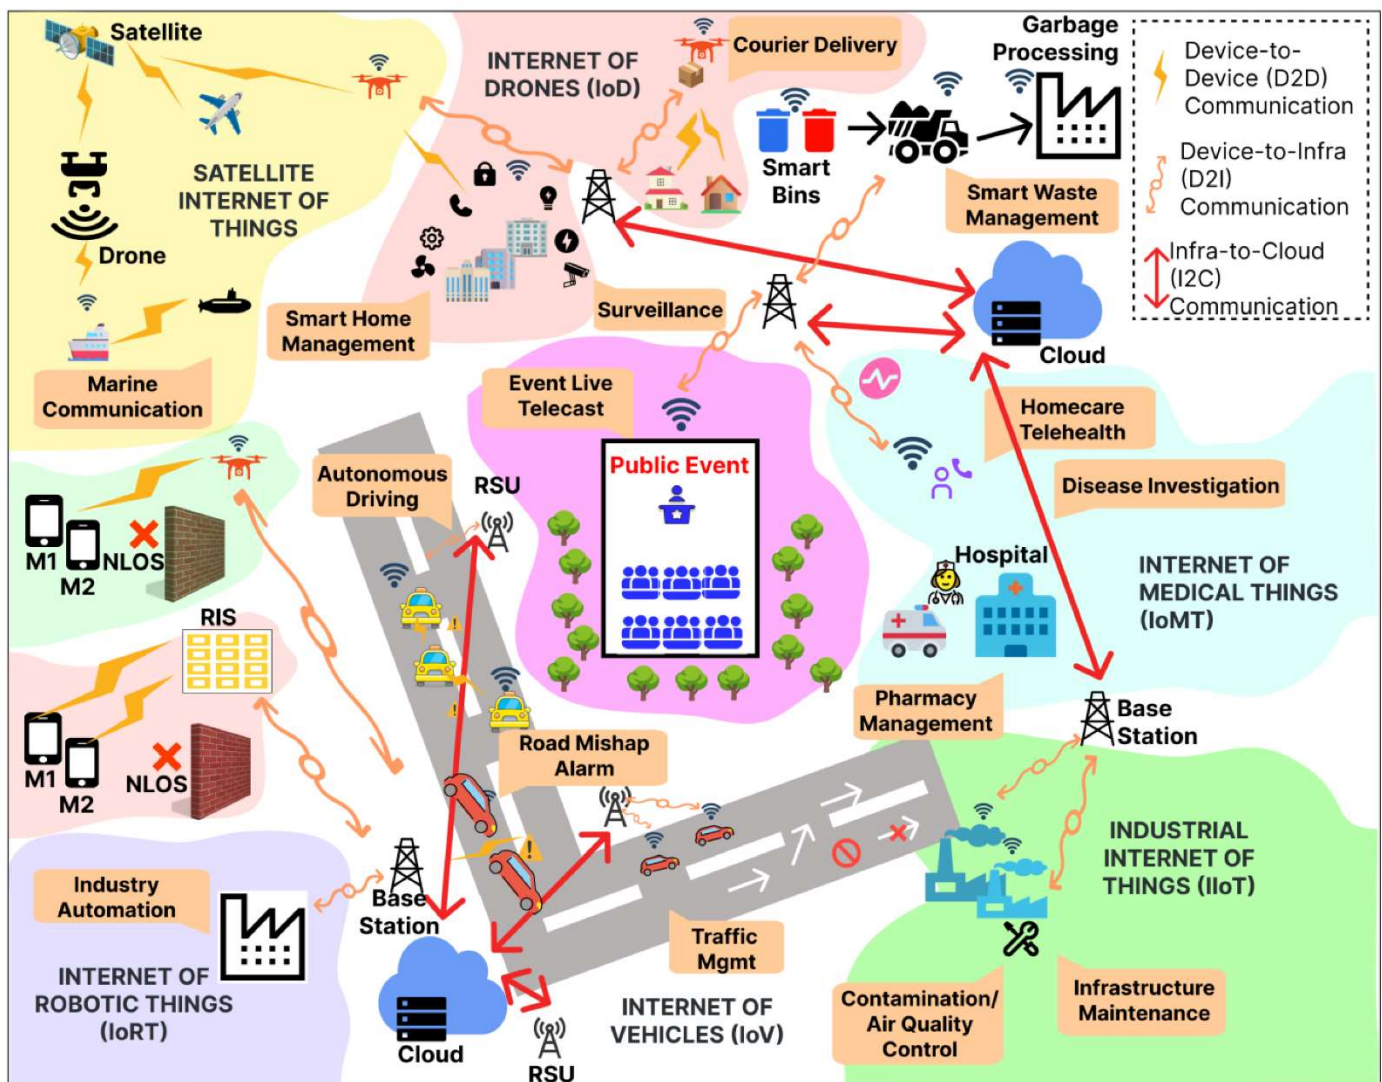 Satellite
SATELLITE
INTERNET OF
THINGS
Drone
Marine
Communication
INTERNET OF
DRONES (IoD)
Courier Delivery
Smart Home
Management
Surveillance
Smart
Bins
Garbage
Processing
Smart Waste
Management
Cloud
Device-to-
Device (D2D)
Communication
Device-to-Infra
(D2I)
Communication
Infra-to-Cloud
(I2C)
Communication
Event Live
Telecast
Public Event
Homecare
Telehealth
Disease Investigation
Hospital
INTERNET OF
MEDICAL THINGS
(IoMT)
Pharmacy
Management
Base
Station
M1
M2
NLOS
RIS
M1
M2
NLOS
Autonomous
Driving
RSU
Road Mishap
Alarm
Industry
Automation
INTERNET OF
ROBOTIC THINGS
(IoRT)
Base
Station
Cloud
RSU
Traffic
Mgmt
INTERNET OF
VEHICLES (IoV)
INDUSTRIAL
INTERNET OF
THINGS (IIoT)
Contamination/
Air Quality
Control
Infrastructure
Maintenance